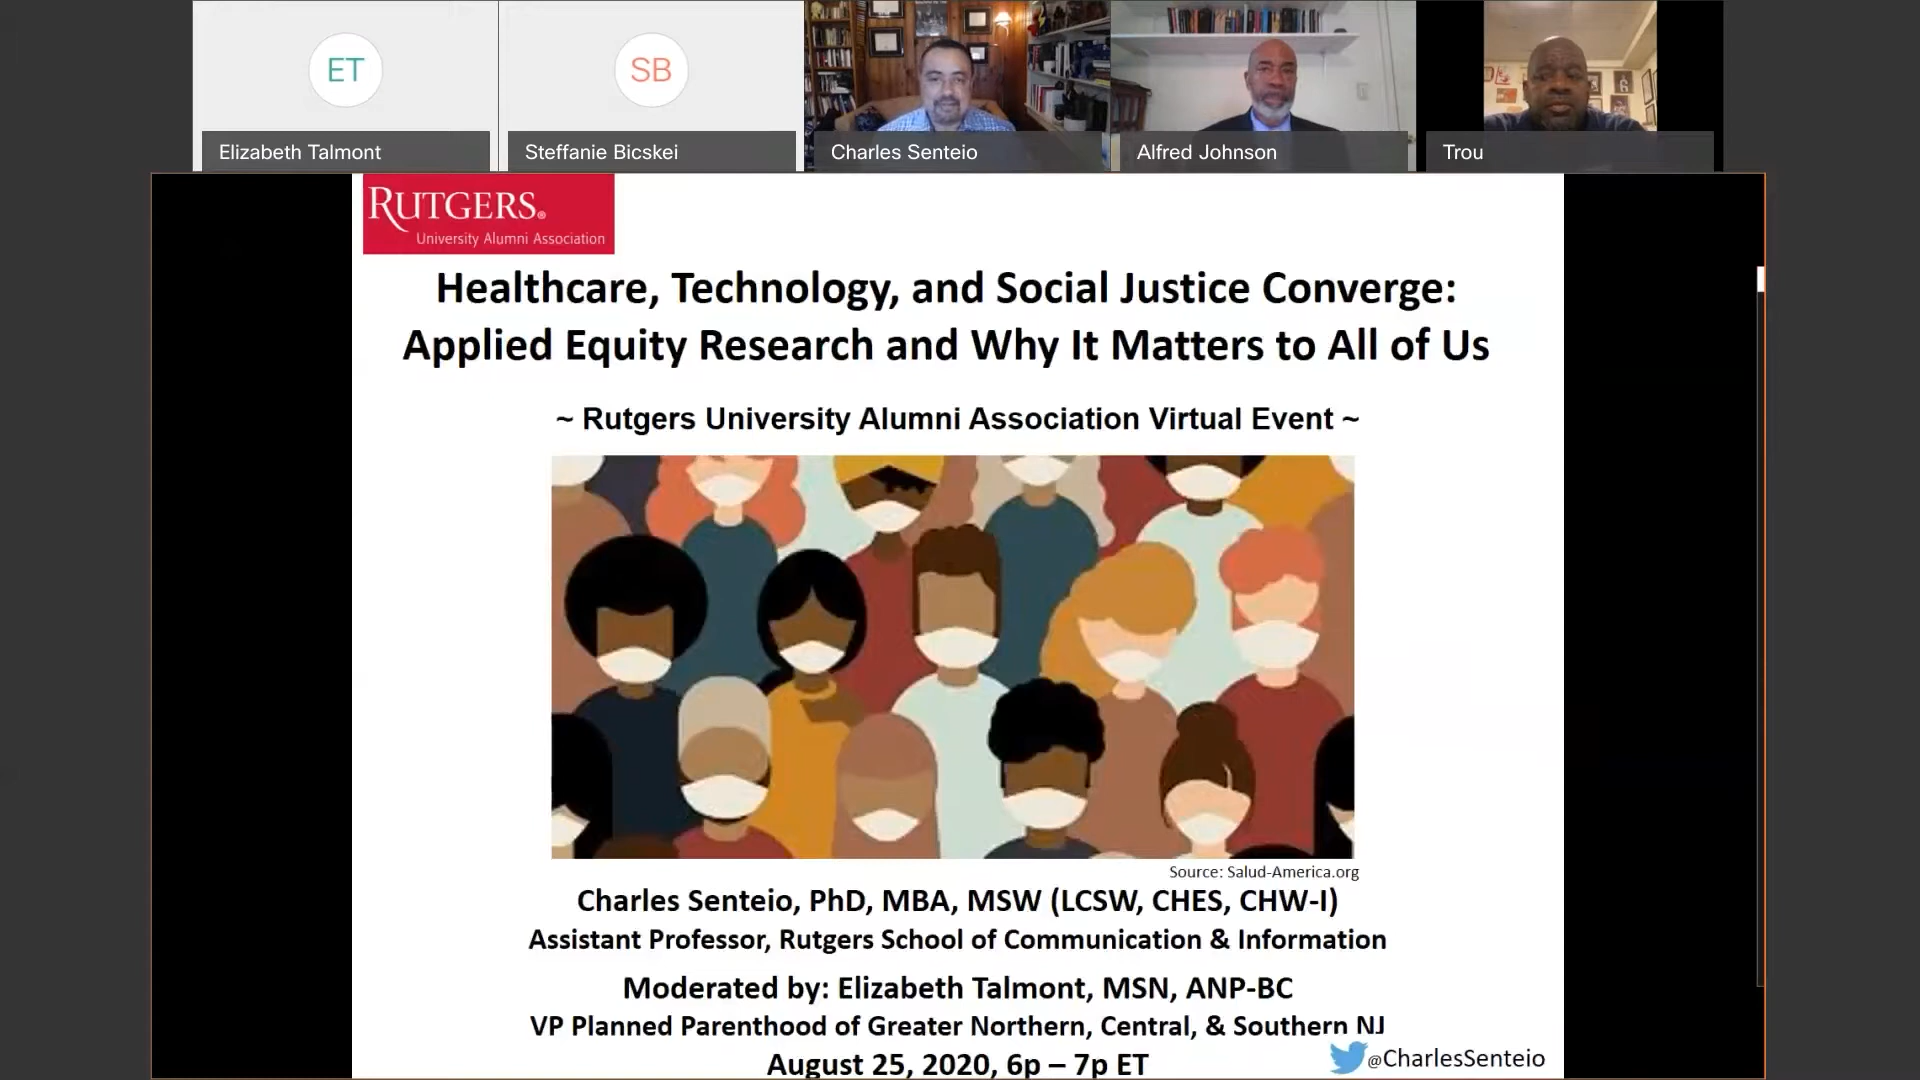 ET
SB
Elizabeth Talmont
Steffanie Bicskei
Charles Senteio
Alfred Johnson
Trou
RUTGERS®
University Alumni Association
Healthcare, Technology, and Social Justice Converge:
Applied Equity Research and Why It Matters to All of Us
~ Rutgers University Alumni Association Virtual Event ~
Source: Salud-America.org
Charles Senteio, PhD, MBA, MSW (LCSW, CHES, CHW-I)
Assistant Professor, Rutgers School of Communication & Information
Moderated by: Elizabeth Talmont, MSN, ANP-BC
VP Planned Parenthood of Greater Northern, Central, & Southern NJ
August 25, 2020, 6p – 7p ET
@CharlesSenteio